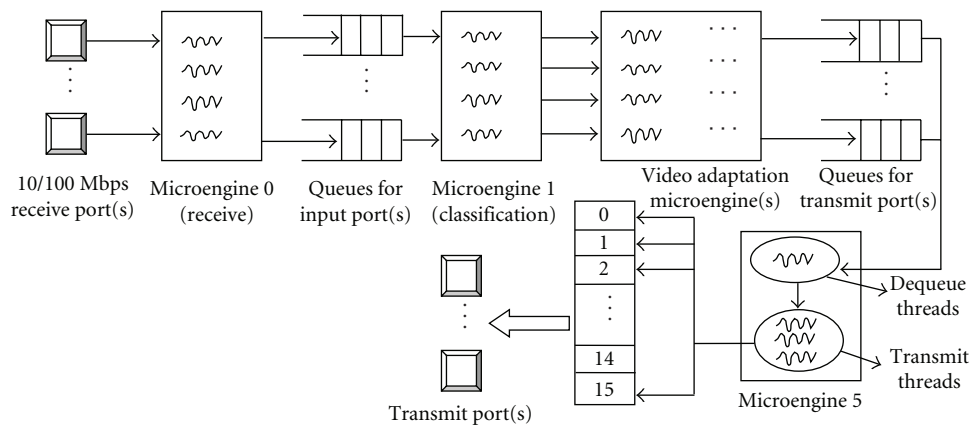 10/100 Mbps
receive port(s)
Microengine 0
(receive)
Queues for
input port(s)
Microengine 1
(classification)
Video adaptation
microengine(s)
Queues for
transmit port(s)
0
1
2
14
15
Transmit port(s)
Dequeue
threads
Transmit
threads
Microengine 5